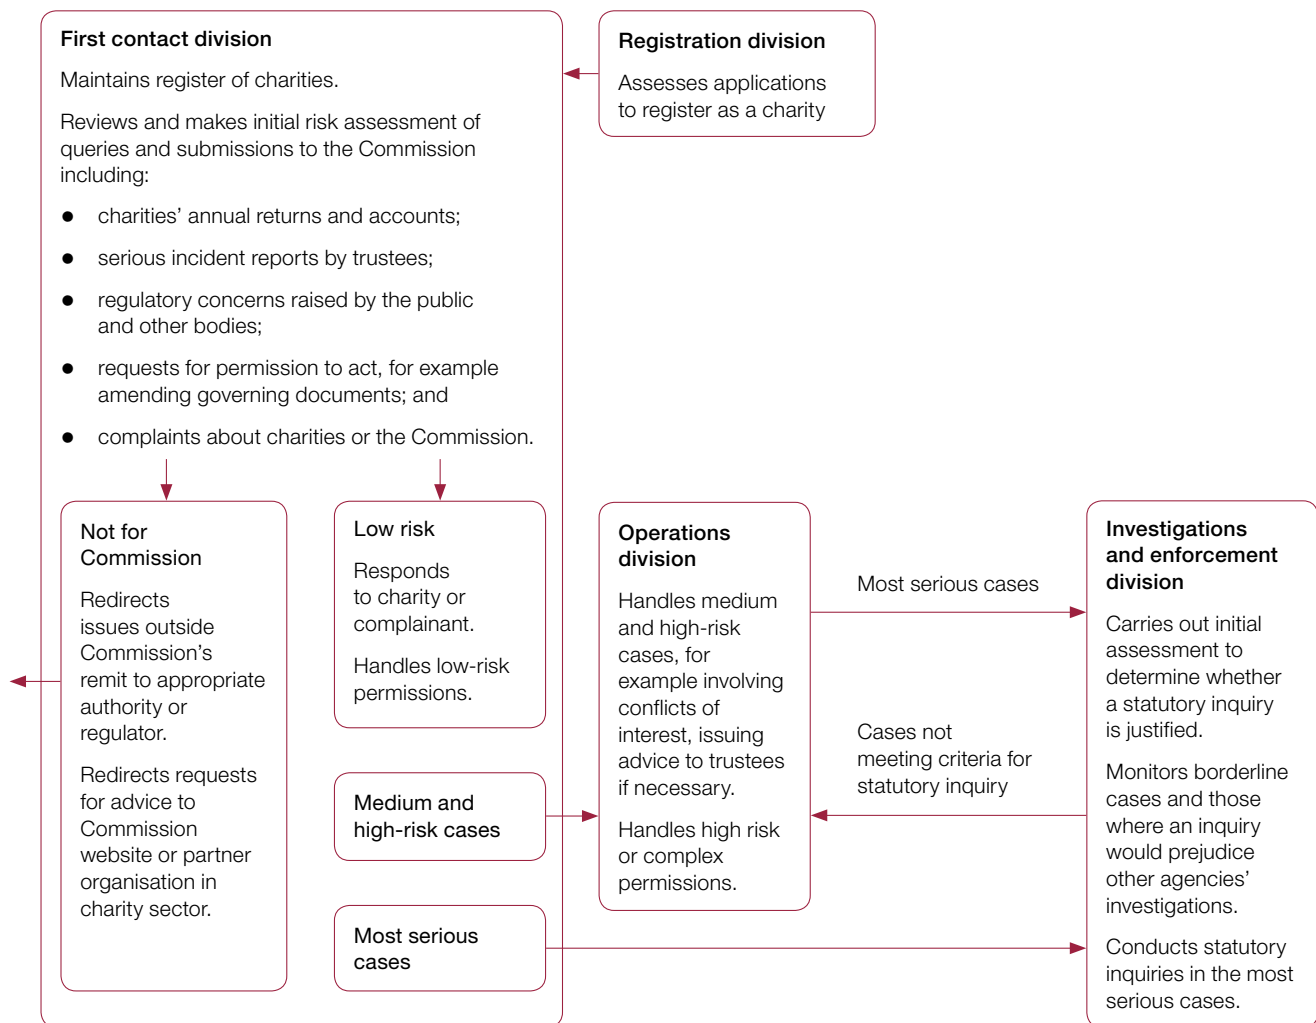 First contact division
Maintains register of charities.
Reviews and makes initial risk assessment of
queries and submissions to the Commission
including:
● charities’ annual returns and accounts;
● serious incident reports by trustees;
● regulatory concerns raised by the public
and other bodies;
● requests for permission to act, for example
amending governing documents; and
● complaints about charities or the Commission.
Registration division
Assesses applications
to register as a charity
Not for
Commission
Redirects
issues outside
Commission’s
remit to appropriate
authority or
regulator.
Redirects requests
for advice to
Commission
website or partner
organisation in
charity sector.
Low risk
Responds
to charity or
complainant.
Handles low-risk
permissions.
Medium and
high-risk cases
Most serious
cases
Operations
division
Handles medium
and high-risk
cases, for
example involving
conflicts of
interest, issuing
advice to trustees
if necessary.
Handles high risk
or complex
permissions.
Most serious cases
Cases not
meeting criteria for
statutory inquiry
Investigations
and enforcement
division
Carries out initial
assessment to
determine whether
a statutory inquiry
is justified.
Monitors borderline
cases and those
where an inquiry
would prejudice
other agencies’
investigations.
Conducts statutory
inquiries in the most
serious cases.